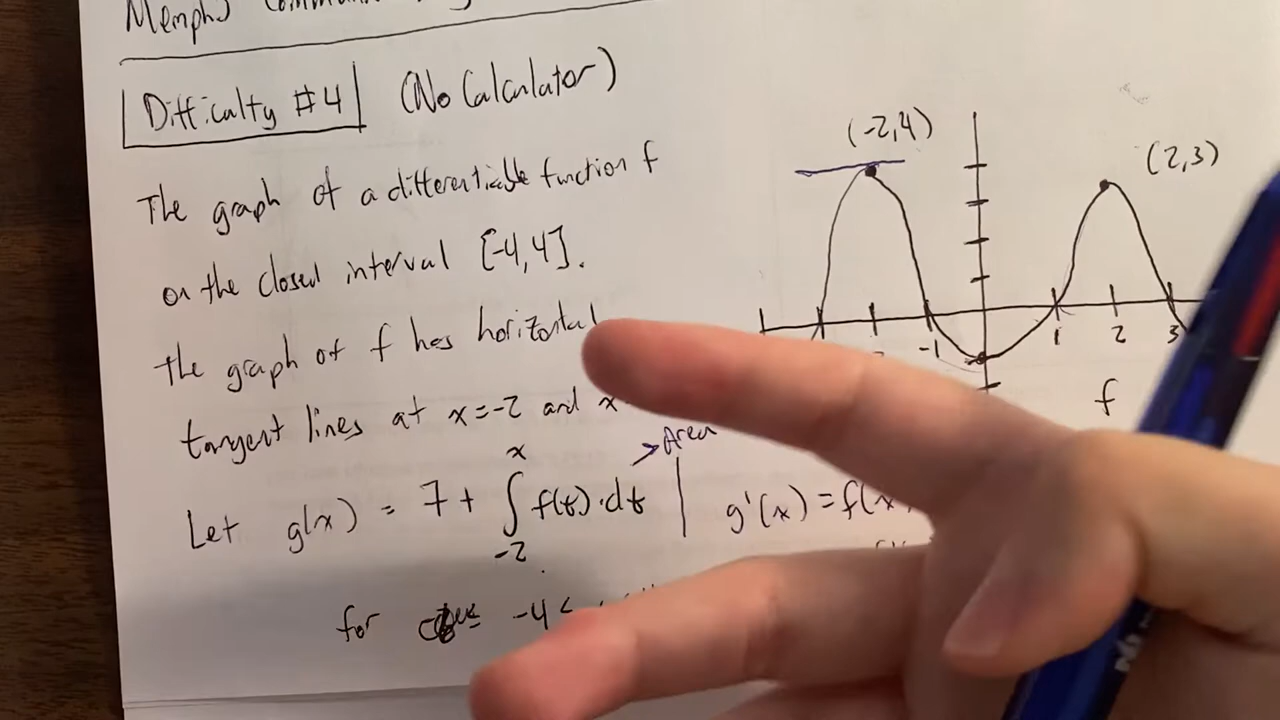 Difficulty #4 (No Calculator)
The graph of a differentiable function f
on the closed interval [-4,4].
The graph of f has horizontal
tangent lines at x=-2 and x
Let g(x) = 7 + ∫ from -2 to x f(t)·dt | g'(x) = f(x
> Area
for -4 <
(-2,4)
(2,3)
-1 1 2 3
f